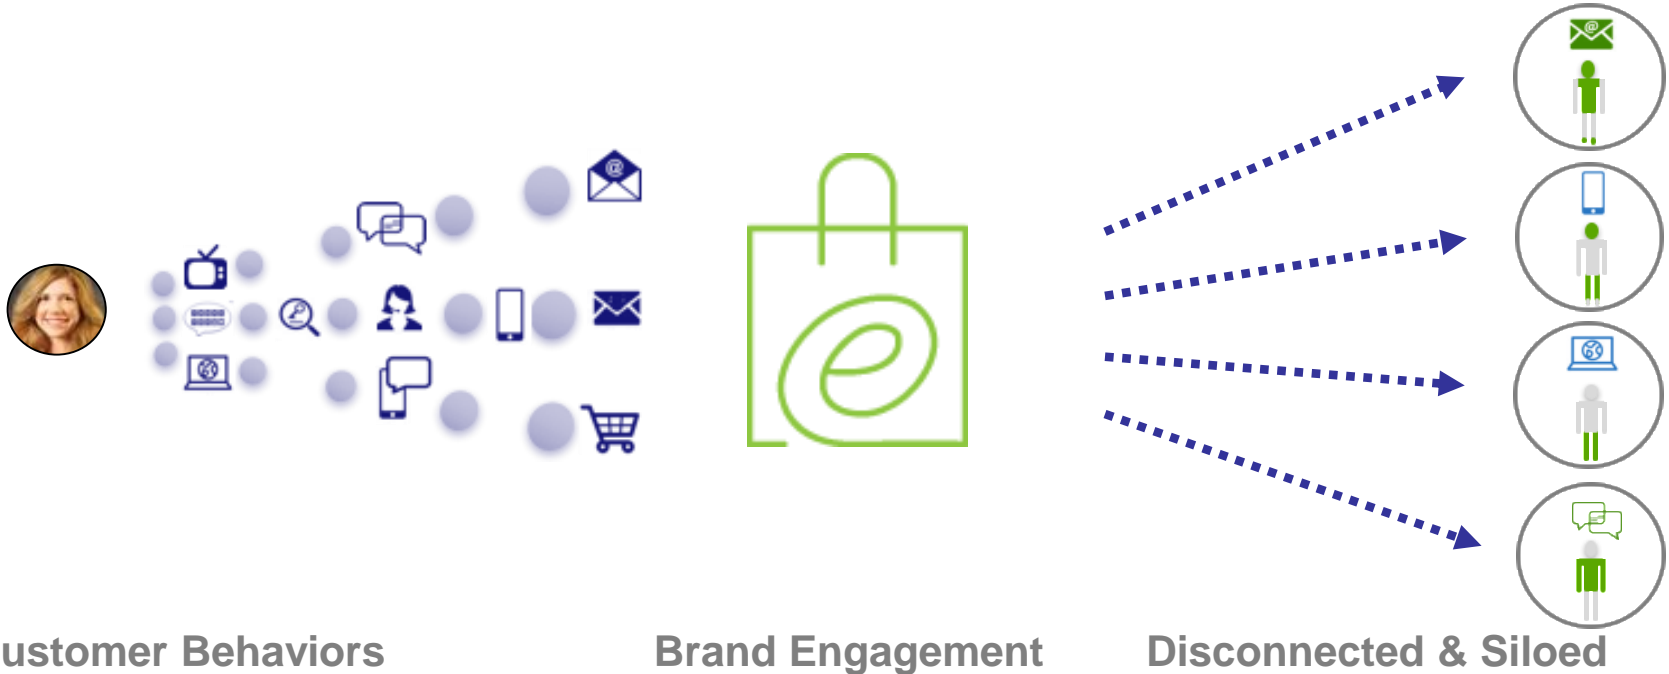 ustomer Behaviors
Brand Engagement
Disconnected & Siloed